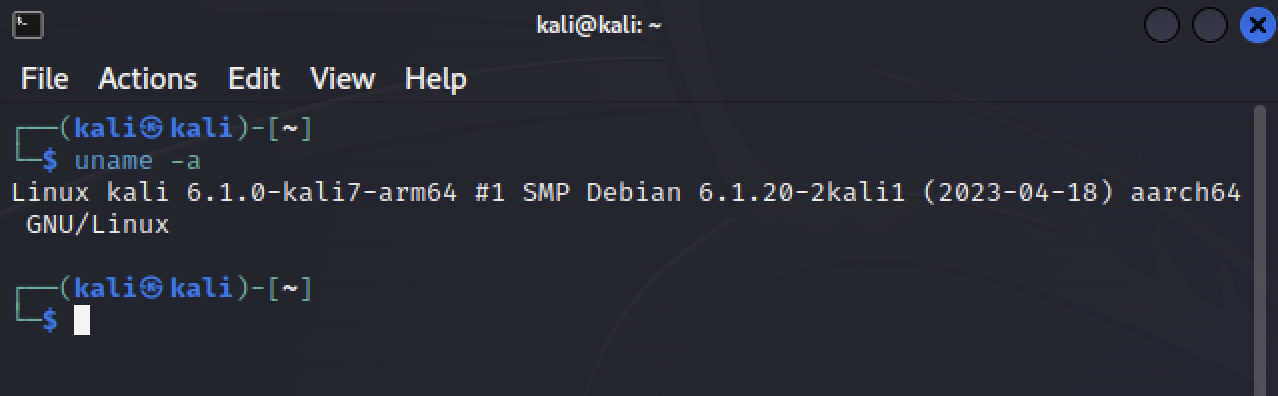 kali@kali: ~
File Actions Edit View Help
┌──(kali㉿kali)-[~]
└─$ uname -a
Linux kali 6.1.0-kali7-arm64 #1 SMP Debian 6.1.20-2kali1 (2023-04-18) aarch64
GNU/Linux
┌──(kali㉿kali)-[~]
└─$